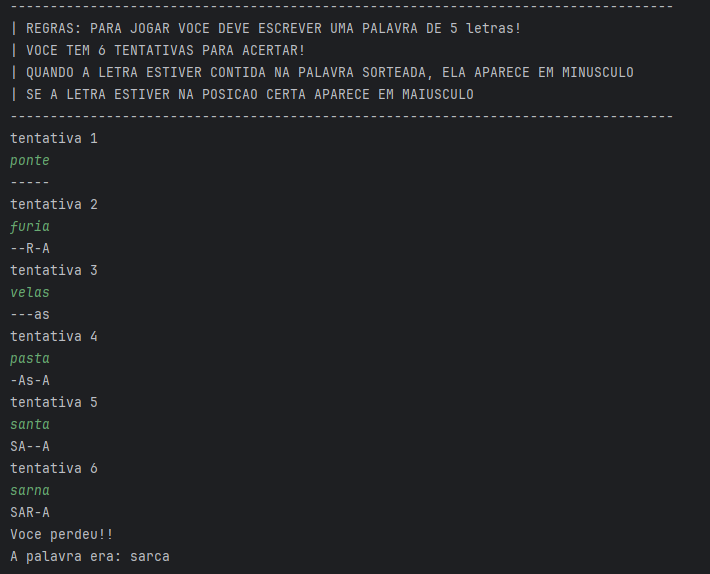 -----------------------------------------------------------------------------------
| REGRAS: PARA JOGAR VOCE DEVE ESCREVER UMA PALAVRA DE 5 letras!
| VOCE TEM 6 TENTATIVAS PARA ACERTAR!
| QUANDO A LETRA ESTIVER CONTIDA NA PALAVRA SORTEADA, ELA APARECE EM MINUSCULO
| SE A LETRA ESTIVER NA POSICAO CERTA APARECE EM MAIUSCULO
-----------------------------------------------------------------------------------
tentativa 1
ponte
-----
tentativa 2
furia
--R-A
tentativa 3
velas
---as
tentativa 4
pasta
-As-A
tentativa 5
santa
SA--A
tentativa 6
sarna
SAR-A
Voce perdeu!!
A palavra era: sarca